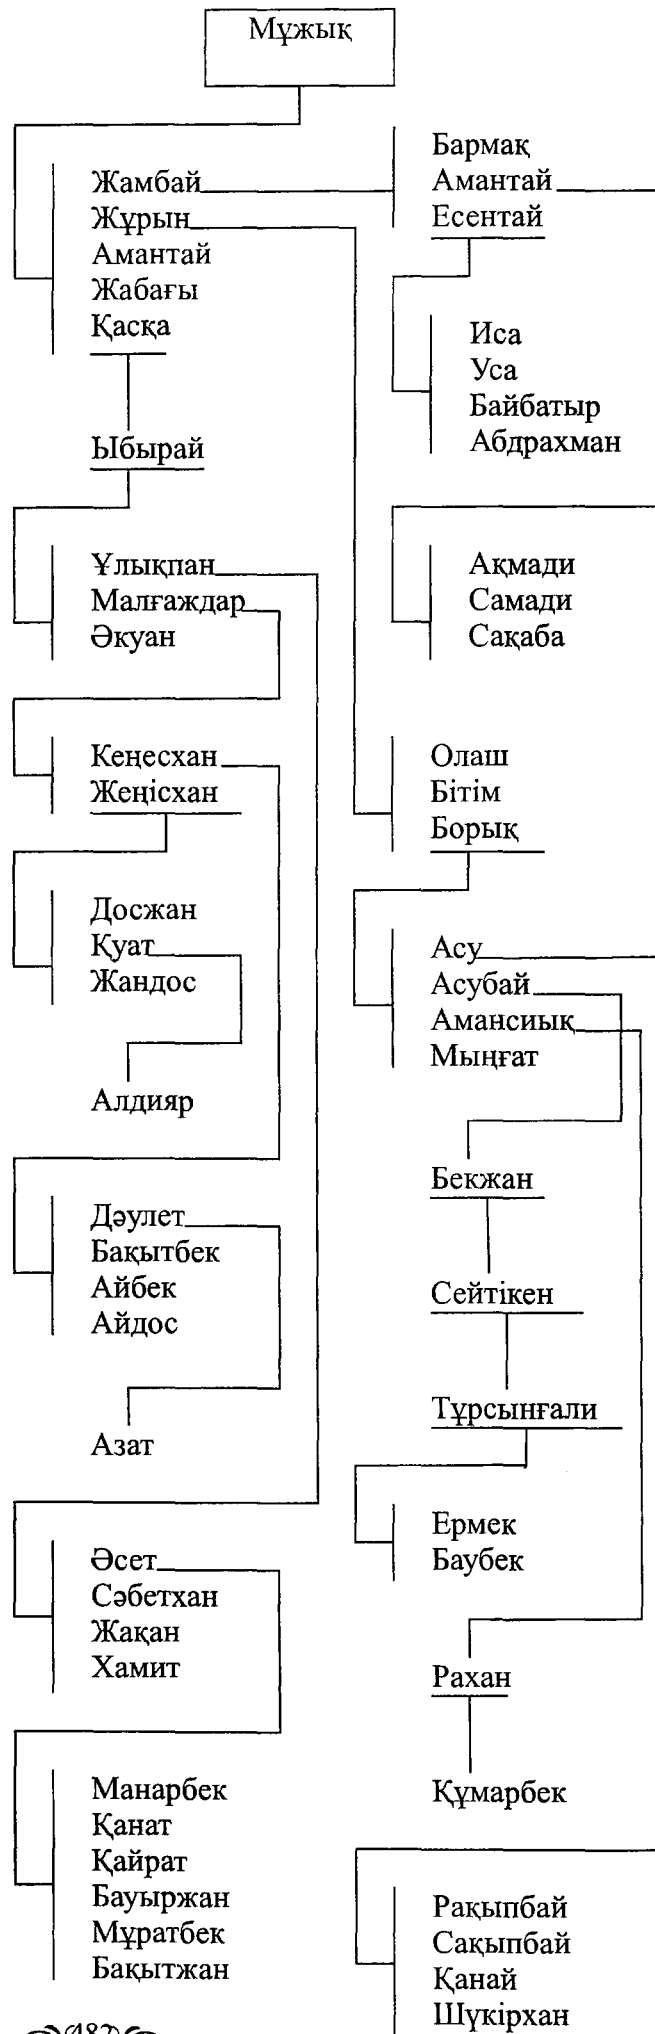 Мұжық
Жамбай
Жұрын
Амантай
Жабағы
Қасқа
Ыбырай
Ұлықпан
Малғаждар
Әкуан
Кеңесхан
Жеңісхан
Досжан
Қуат
Жандос
Алдияр
Дәулет
Бақытбек
Айбек
Айдос
Азат
Әсет
Сәбетхан
Жақан
Хамит
Манарбек
Қанат
Қайрат
Бауыржан
Мұратбек
Бақытжан
Бармақ
Амантай
Есентай
Иса
Уса
Байбатыр
Абдрахман
Ақмади
Самади
Сақаба
Олаш
Бітім
Борық
Асу
Асубай
Амансиық
Мыңғат
Бекжан
Сейтікен
Тұрсынғали
Ермек
Баубек
Рахан
Құмарбек
Рақыпбай
Сақыпбай
Қанай
Шүкірхан
482